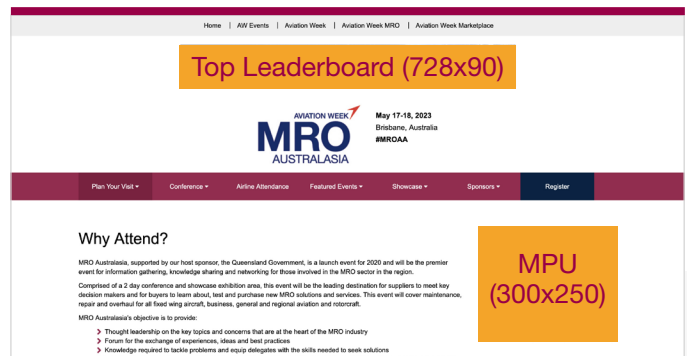 Home | AW Events | Aviation Week | Aviation Week MRO | Aviation Week Marketplace
Top Leaderboard (728x90)
AVIATION WEEK
MRO
AUSTRALASIA
May 17-18, 2023
Brisbane, Australia
#MROAA
Plan Your Visit Conference Airline Attendance Featured Events Showcase Sponsors Register
Why Attend?
MRO Australasia, supported by our host sponsor, the Queensland Government, is a launch event for 2020 and will be the premier
event for information gathering, knowledge sharing and networking for those involved in the MRO sector in the region.
Comprised of a 2 day conference and showcase exhibition area, this event will be the leading destination for suppliers to meet key
decision makers and for buyers to learn about, test and purchase new MRO solutions and services. This event will cover maintenance,
repair and overhaul for all fixed wing aircraft, business, general and regional aviation and rotorcraft.
MRO Australasia's objective is to provide:
Thought leadership on the key topics and concerns that are at the heart of the MRO industry
Forum for the exchange of experiences, ideas and best practices
Knowledge required to tackle problems and equip delegates with the skills needed to seek solutions
MPU
(300x250)